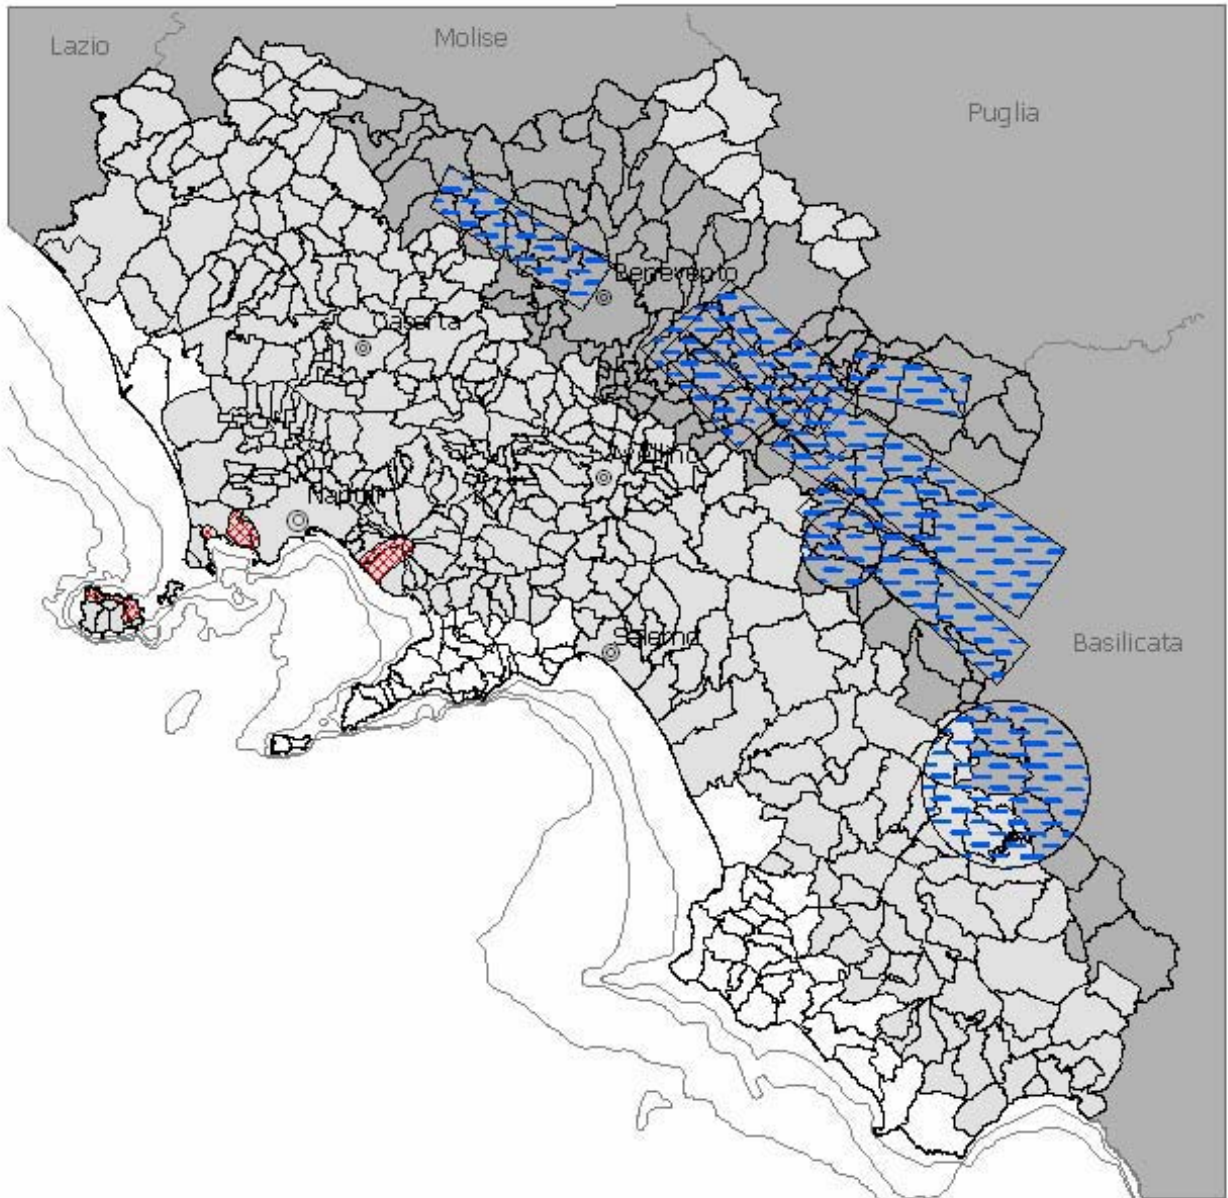 Lazio
Molise
Puglia
Benevento
Caserta
Avellino
Napoli
Salerno
Basilicata